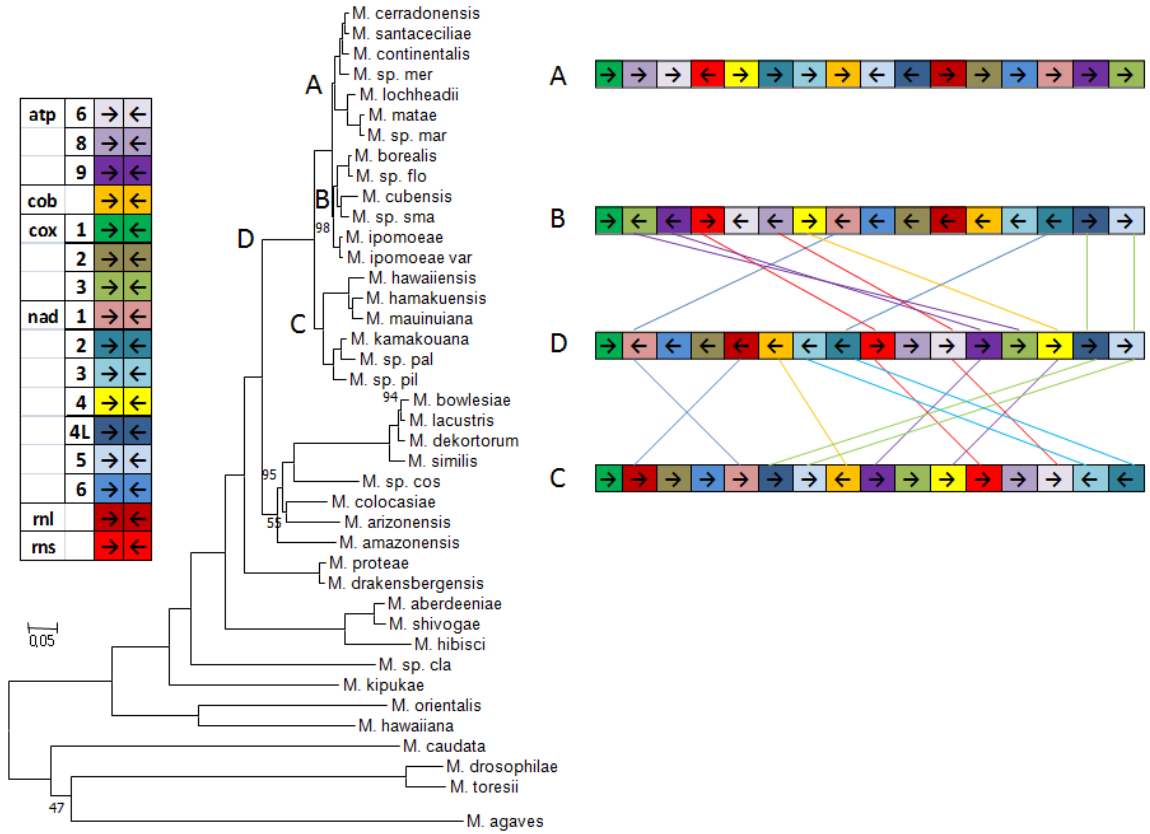 M. cerradonensis
M. santaceciliae
M. continentalis
A
M. sp. mer
A
M. lochheadii
atp 6 → ←
M. matae
8 → ←
M. sp. mar
9 → ←
M. borealis
cob → ←
M. sp. flo
cox 1 → ←
B
M. cubensis
2 → ←
M. sp. sma
B
98
3 → ←
D
M. ipomoeae
nad 1 → ←
M. ipomoeae var
2 → ←
M. hawaiiensis
3 → ←
M. hamakuensis
4 → ←
C
M. mauinuiana
4L → ←
M. kamakouana
D
5 → ←
M. sp. pal
6 → ←
M. sp. pil
rnl → ←
94
M. bowlesiae
rns → ←
M. lacustris
M. dekortorum
M. similis
95
M. sp. cos
C
M. colocasiae
55
M. arizonensis
M. amazonensis
M. proteae
M. drakensbergensis
M. aberdeeniae
M. shivogae
0,05
M. hibisci
M. sp. cla
M. kipukae
M. orientalis
M. hawaiiana
M. caudata
M. drosophilae
M. toresii
47
M. agaves